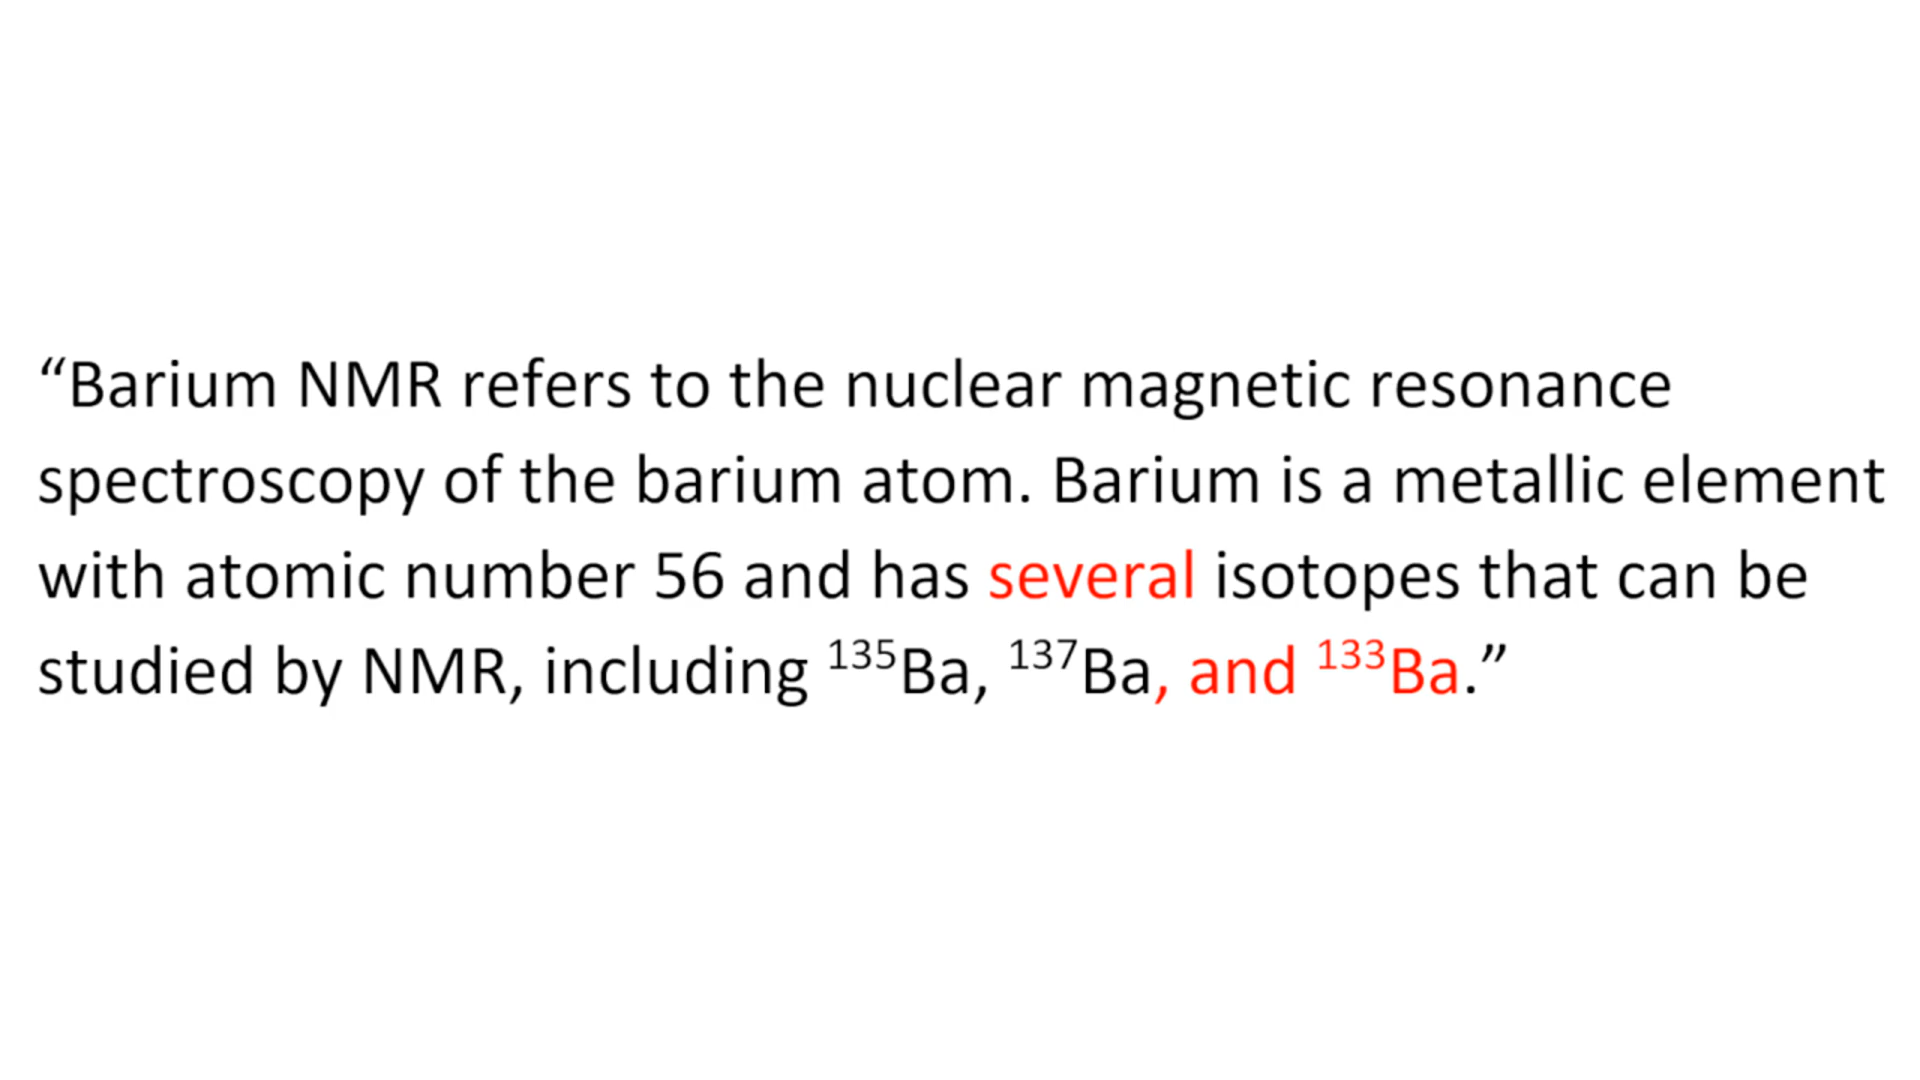 “Barium NMR refers to the nuclear magnetic resonance
spectroscopy of the barium atom. Barium is a metallic element
with atomic number 56 and has several isotopes that can be
studied by NMR, including ¹³⁵Ba, ¹³⁷Ba, and ¹³³Ba.”